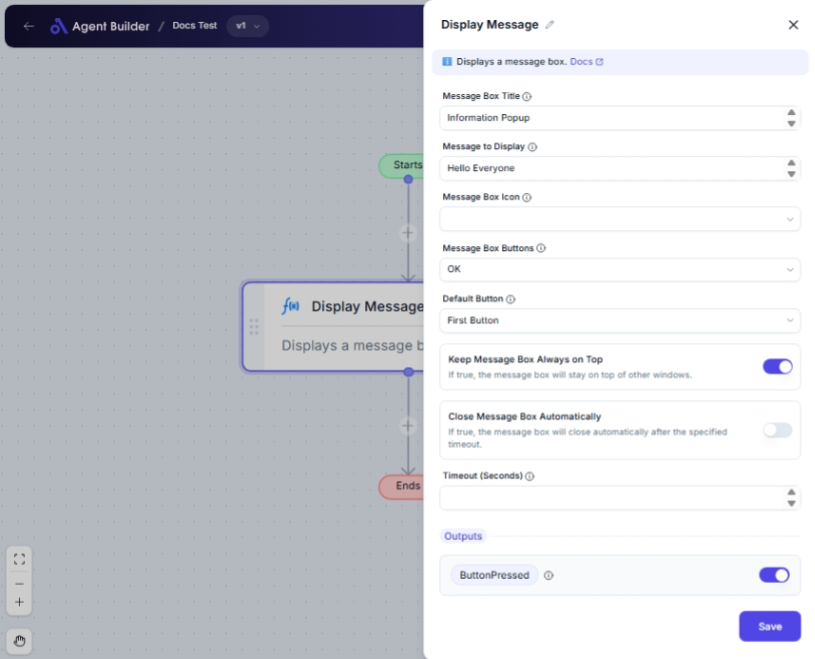 Agent Builder / Docs Test v1
Starts
Display Message
Displays a message b
Ends
Display Message
Displays a message box. Docs
Message Box Title
Information Popup
Message to Display
Hello Everyone
Message Box Icon
Message Box Buttons
OK
Default Button
First Button
Keep Message Box Always on Top
If true, the message box will stay on top of other windows.
Close Message Box Automatically
If true, the message box will close automatically after the specified
timeout.
Timeout (Seconds)
Outputs
ButtonPressed
Save